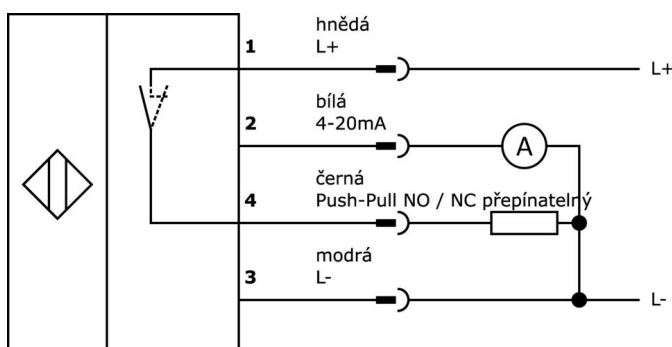 hnědá
1 L+ L+
bílá
2 4-20mA
A
černá
4 Push-Pull NO / NC přepínatelný
modrá
3 L-
L-